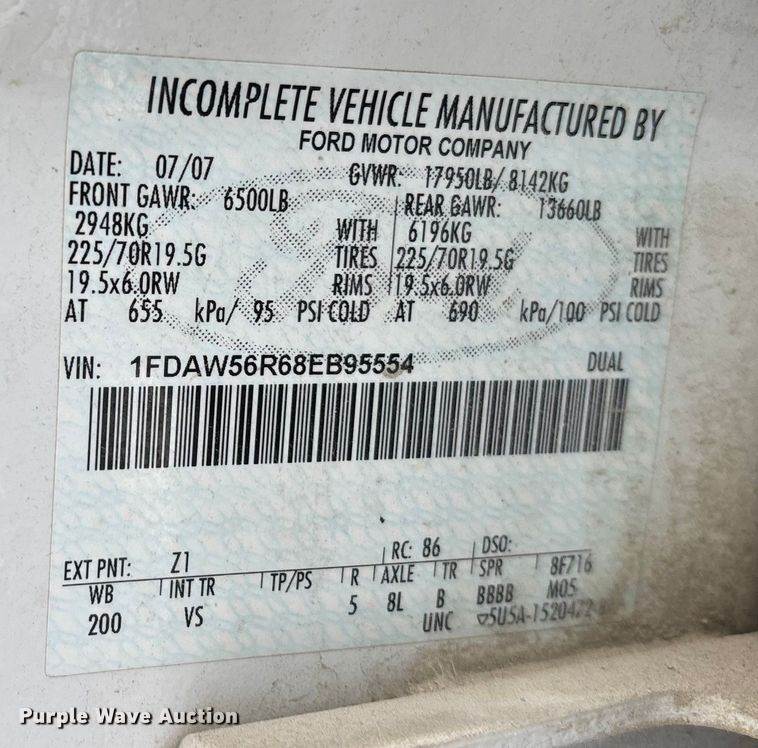 INCOMPLETE VEHICLE MANUFACTURED BY
FORD MOTOR COMPANY
DATE: 07/07 GVWR: 17950LB/ 8142KG
FRONT GAWR: 6500LB REAR GAWR: 13660LB
2948KG WITH 6196KG WITH
225/70R19.5G TIRES 225/70R19.5G TIRES
19.5x6.0RW RIMS 19.5x6.0RW RIMS
AT 655 kPa/ 95 PSI COLD AT 690 kPa/100 PSI COLD
VIN: 1FDAW56R68EB95554 DUAL
EXT PNT: Z1 RC: 86 DSO:
WB INT TR TP/PS R AXLE TR SPR 8F716
200 VS 5 8L B BBBB M05
UNC 5U5A-1520472
Purple Wave Auction